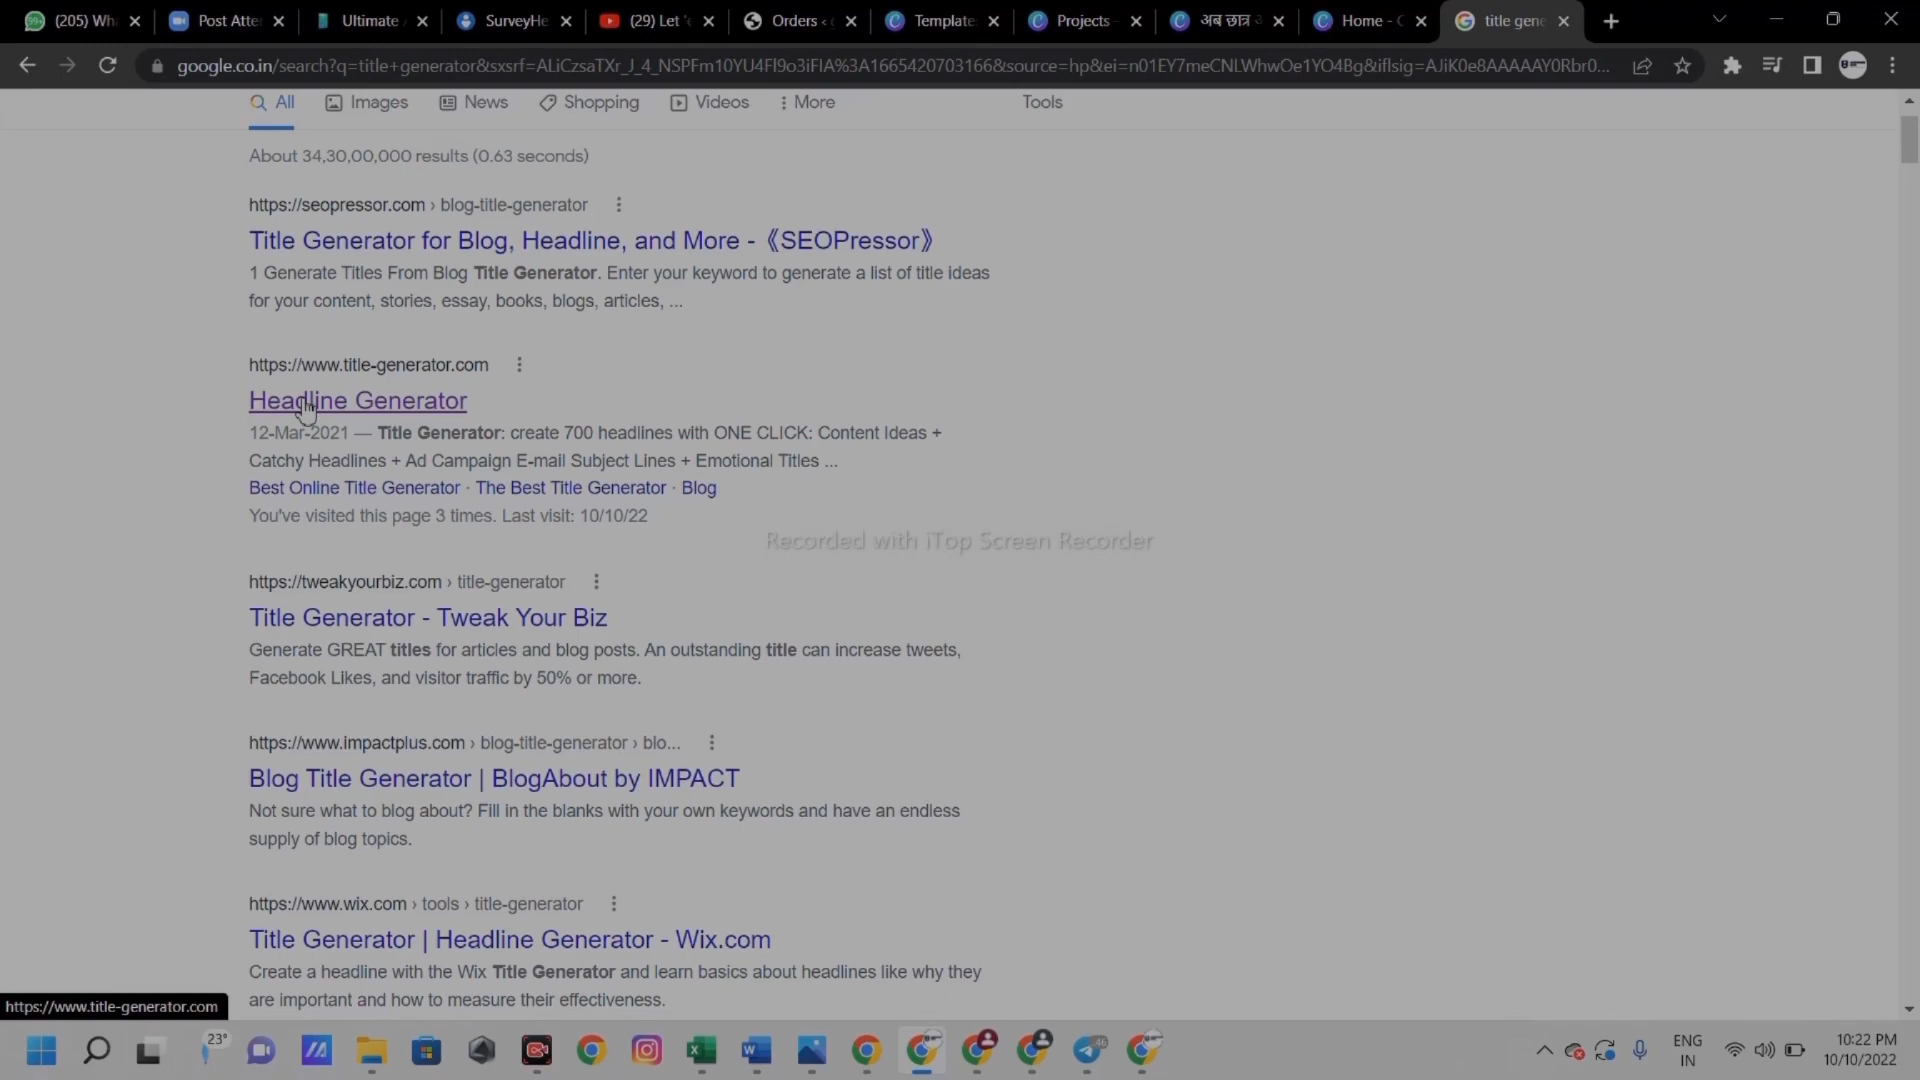 (205) Wha
Post Atte
Ultimate
SurveyHe
(29) Let '
Orders ‹
Template
Projects -
अब छात्र
Home - C
title gene
google.co.in/search?q=title+generator&sxsrf=ALiCzsaTXr_J_4_NSPFm10YU4Fl9o3iFIA%3A1665420703166&source=hp&ei=n01EY7meCNLWhwOe1YO4Bg&iflsig=AJiK0e8AAAAAY0Rbr0...
All
Images
News
Shopping
Videos
More
Tools
About 34,30,00,000 results (0.63 seconds)
https://seopressor.com › blog-title-generator
Title Generator for Blog, Headline, and More - 《SEOPressor》
1 Generate Titles From Blog Title Generator. Enter your keyword to generate a list of title ideas
for your content, stories, essay, books, blogs, articles, ...
https://www.title-generator.com
Headline Generator
12-Mar-2021 — Title Generator: create 700 headlines with ONE CLICK: Content Ideas +
Catchy Headlines + Ad Campaign E-mail Subject Lines + Emotional Titles ...
Best Online Title Generator · The Best Title Generator · Blog
You've visited this page 3 times. Last visit: 10/10/22
Recorded with iTop Screen Recorder
https://tweakyourbiz.com › title-generator
Title Generator - Tweak Your Biz
Generate GREAT titles for articles and blog posts. An outstanding title can increase tweets,
Facebook Likes, and visitor traffic by 50% or more.
https://www.impactplus.com › blog-title-generator › blo...
Blog Title Generator | BlogAbout by IMPACT
Not sure what to blog about? Fill in the blanks with your own keywords and have an endless
supply of blog topics.
https://www.wix.com › tools › title-generator
Title Generator | Headline Generator - Wix.com
Create a headline with the Wix Title Generator and learn basics about headlines like why they
are important and how to measure their effectiveness.
https://www.title-generator.com
23°
46
ENG
IN
10:22 PM
10/10/2022